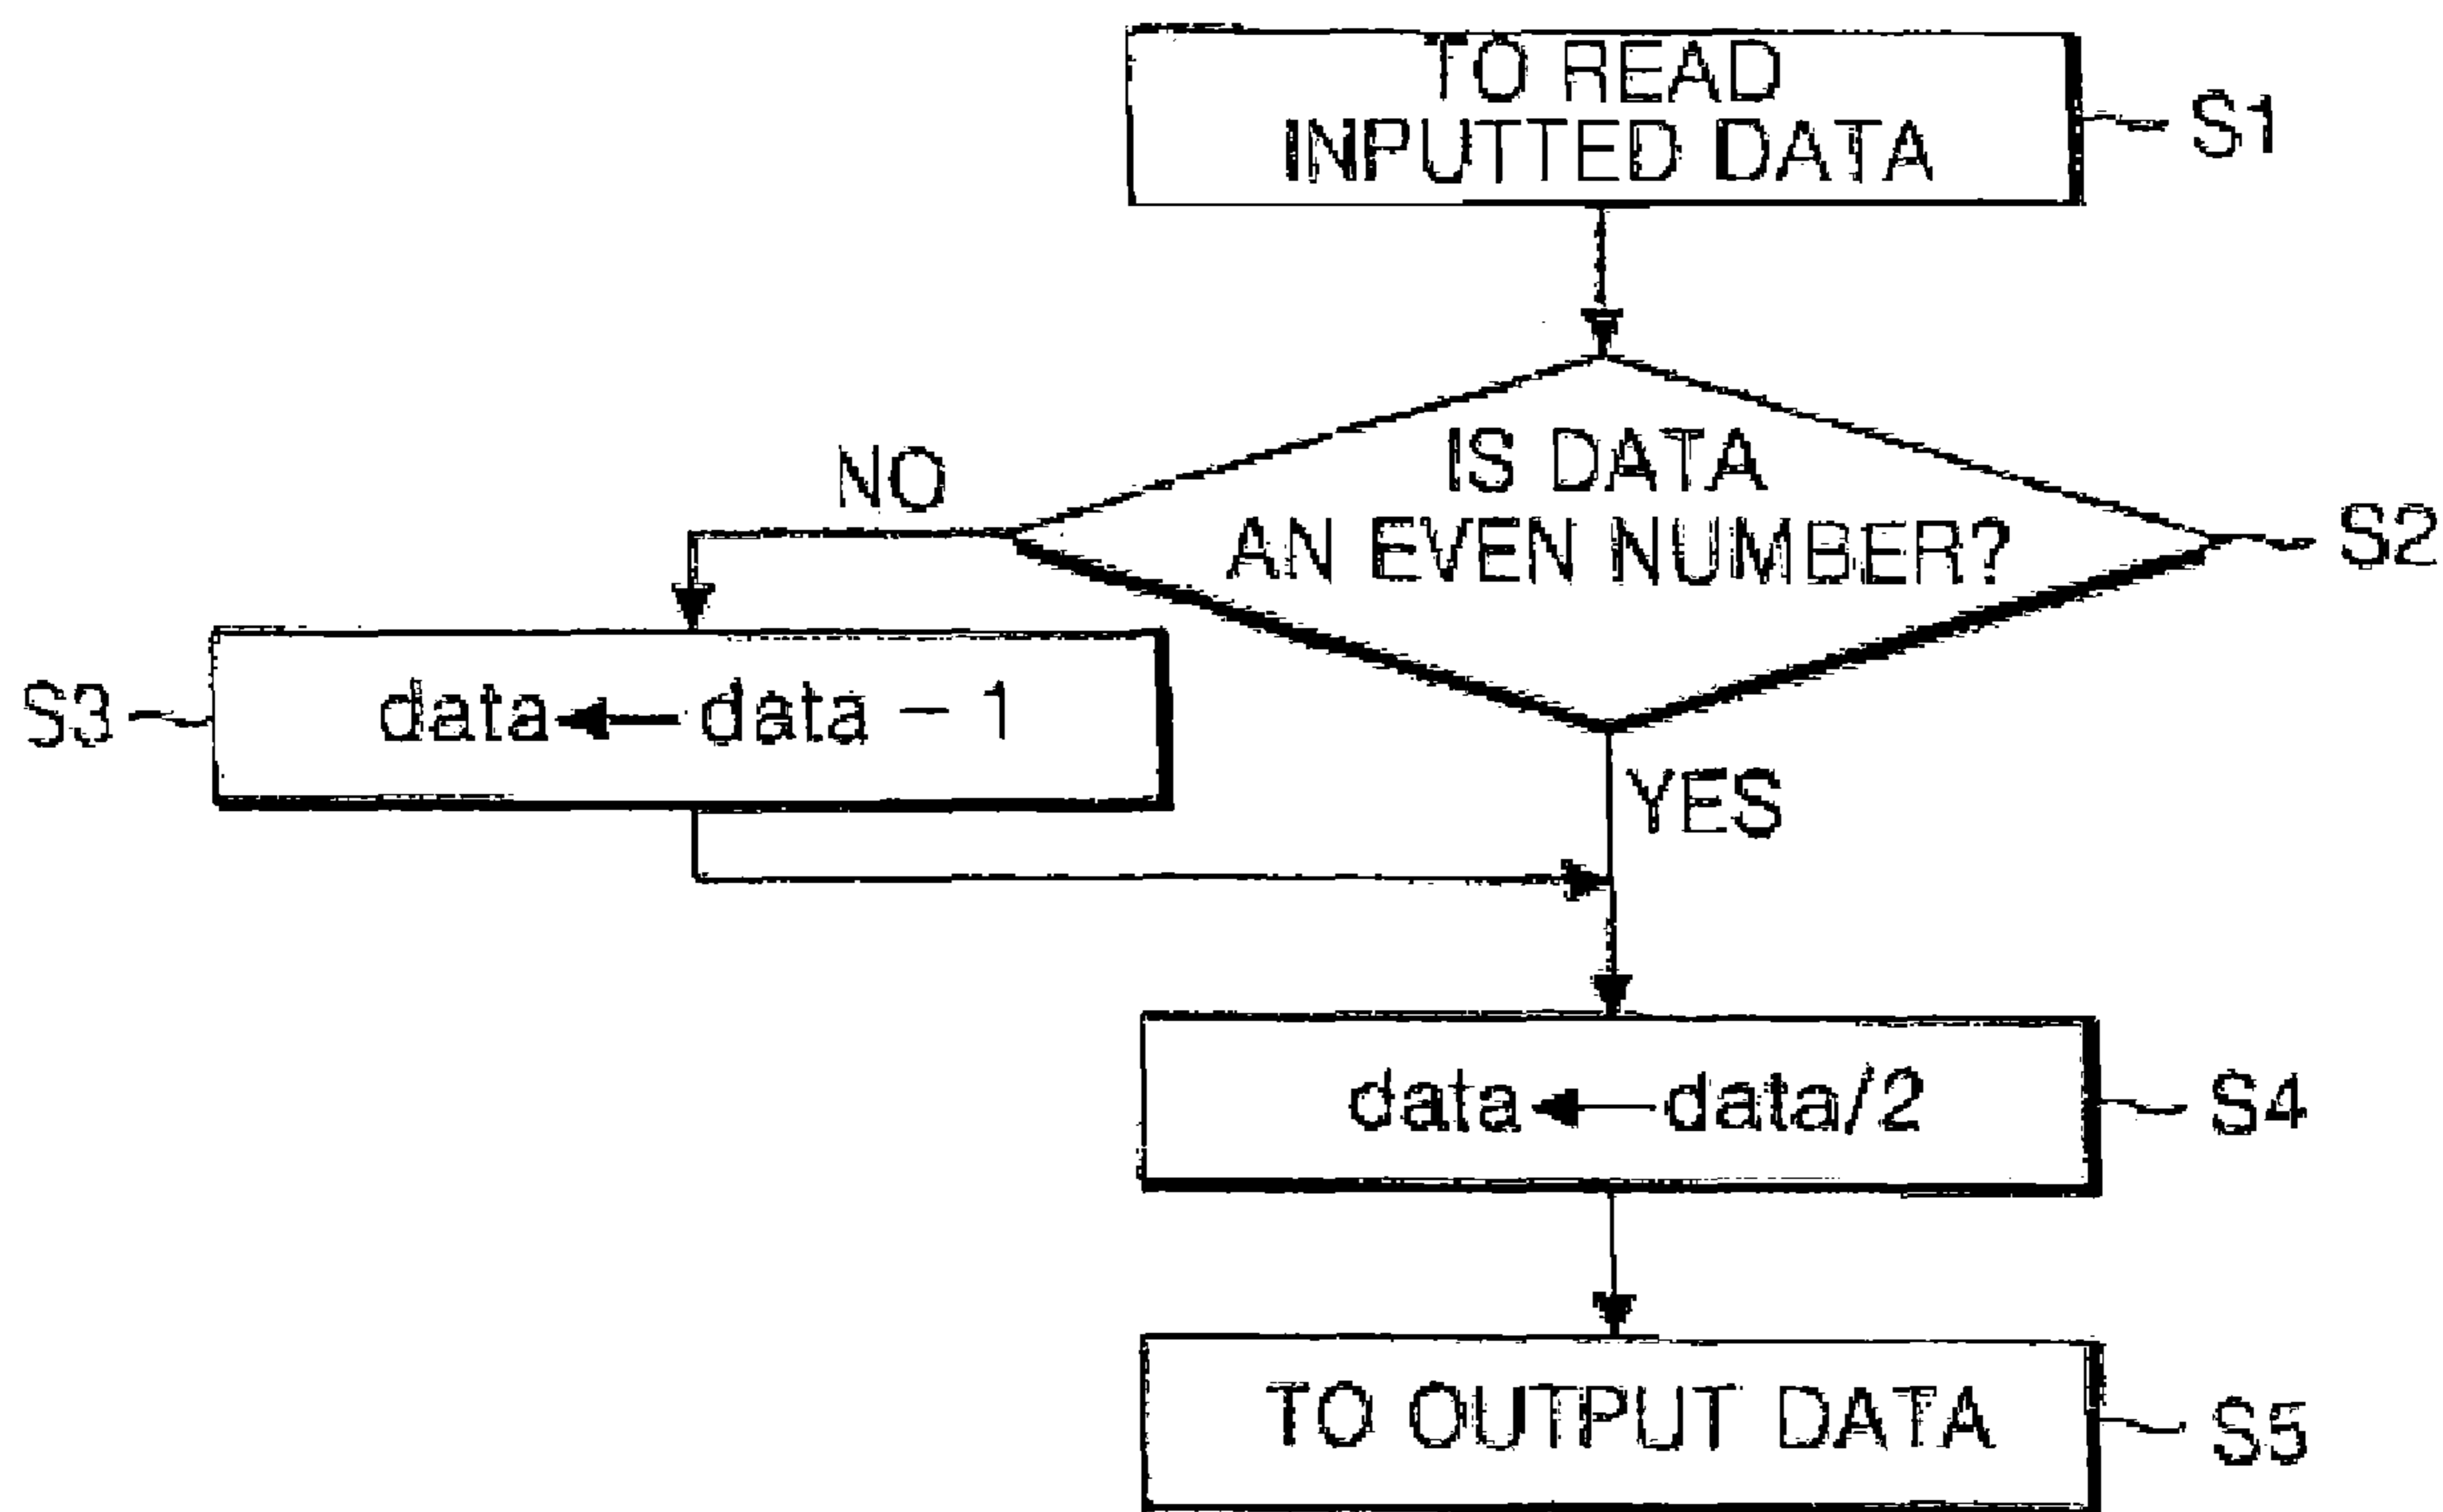 TO READ
INPUTTED DATA
S1
IS DATA
AN EVEN NUMBER?
S2
NO
S3
data ← data − 1
YES
data ← data/2
S4
TO OUTPUT DATA
S5